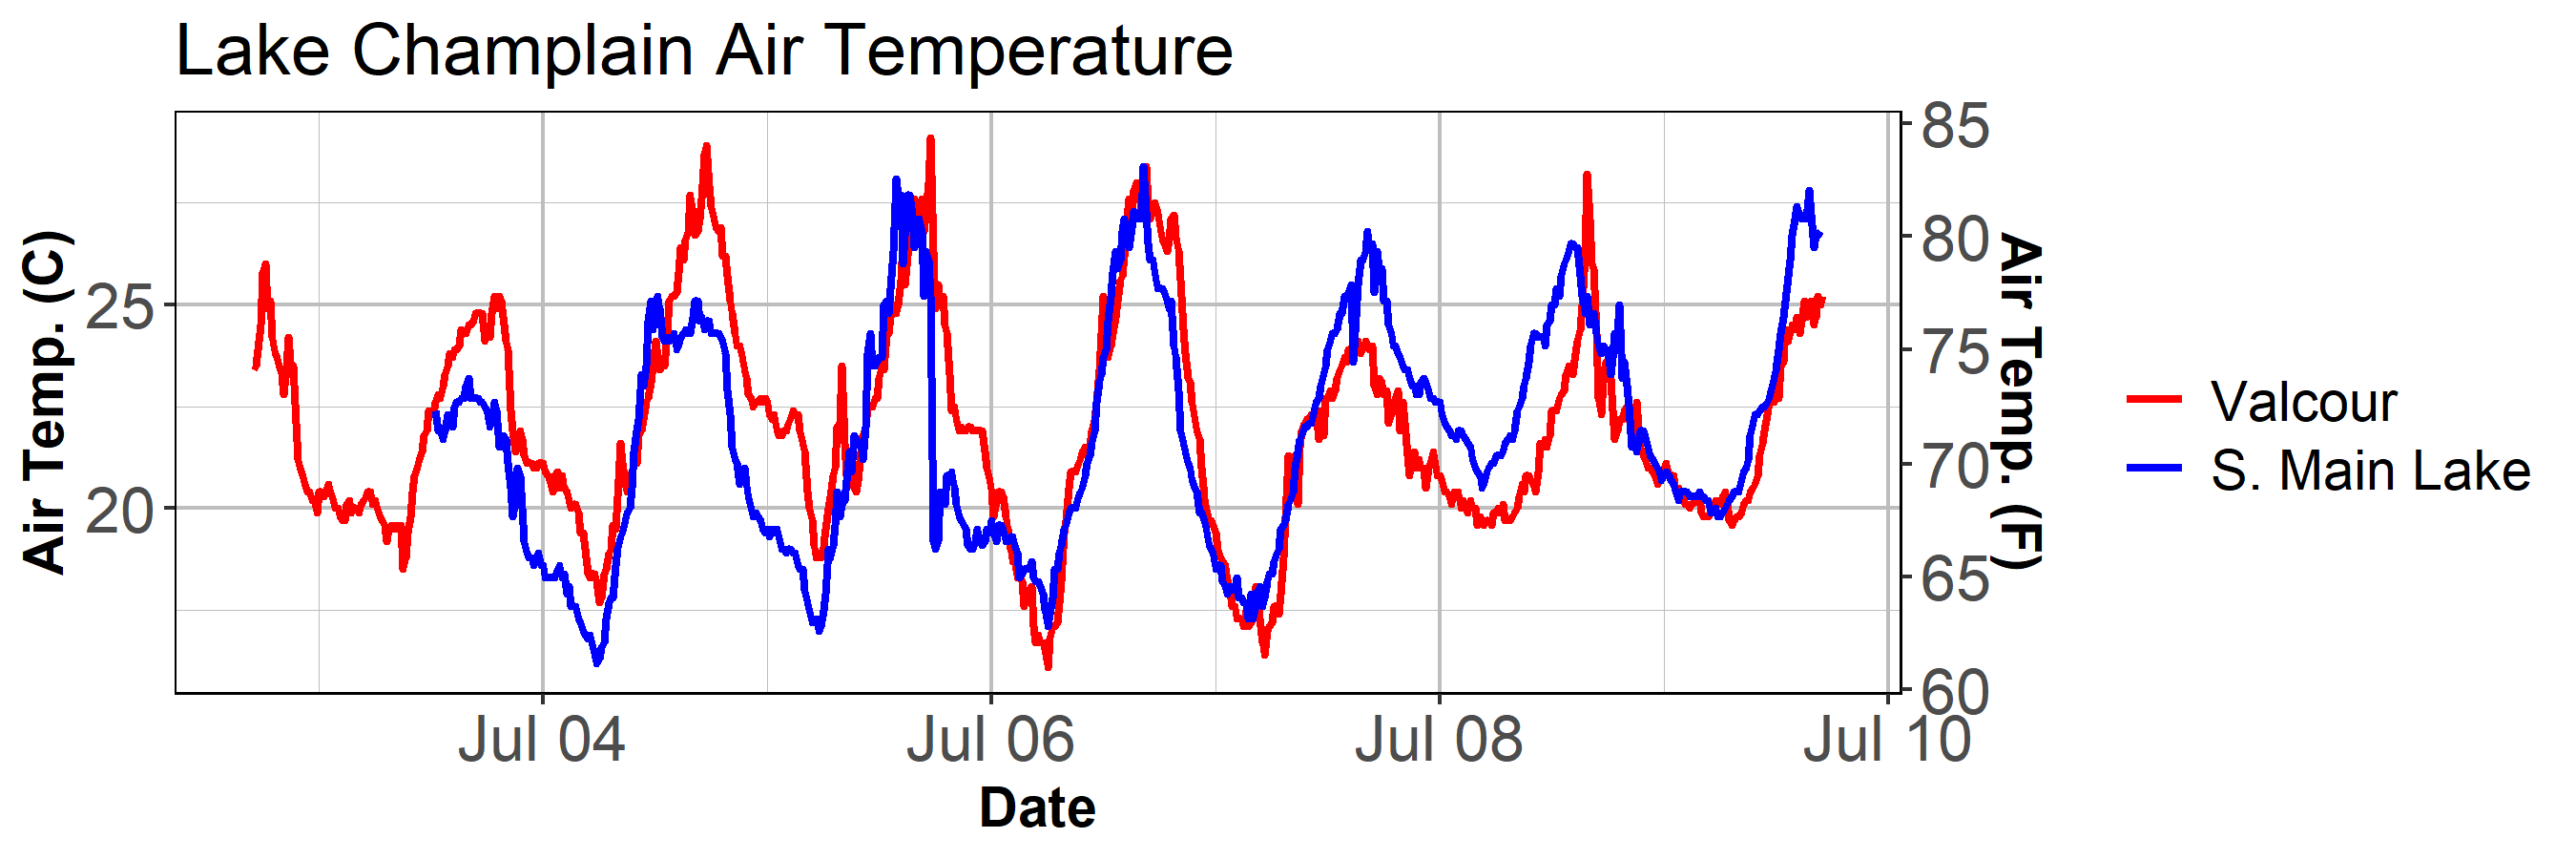 Lake Champlain Air Temperature
Air Temp. (C)
25
20
85
80
75
70
65
60
Air Temp. (F)
Jul 04
Jul 06
Jul 08
Jul 10
Date
Valcour
S. Main Lake